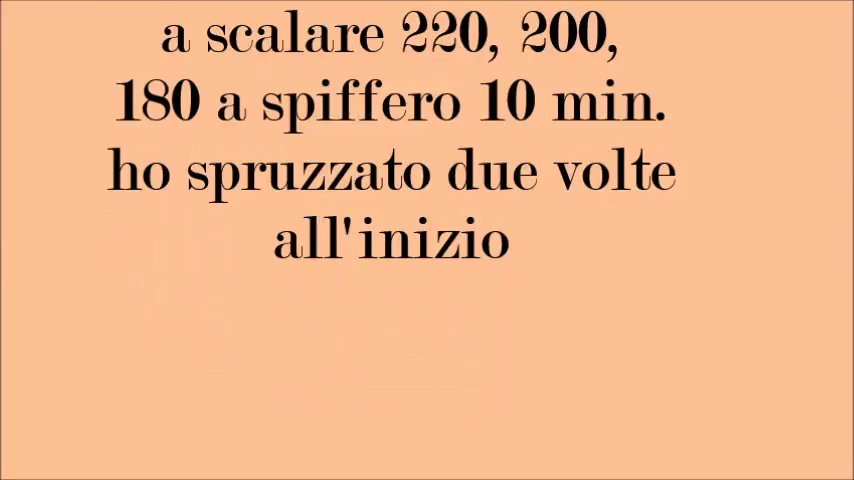 a scalare 220, 200,
180 a spiffero 10 min.
ho spruzzato due volte
all'inizio